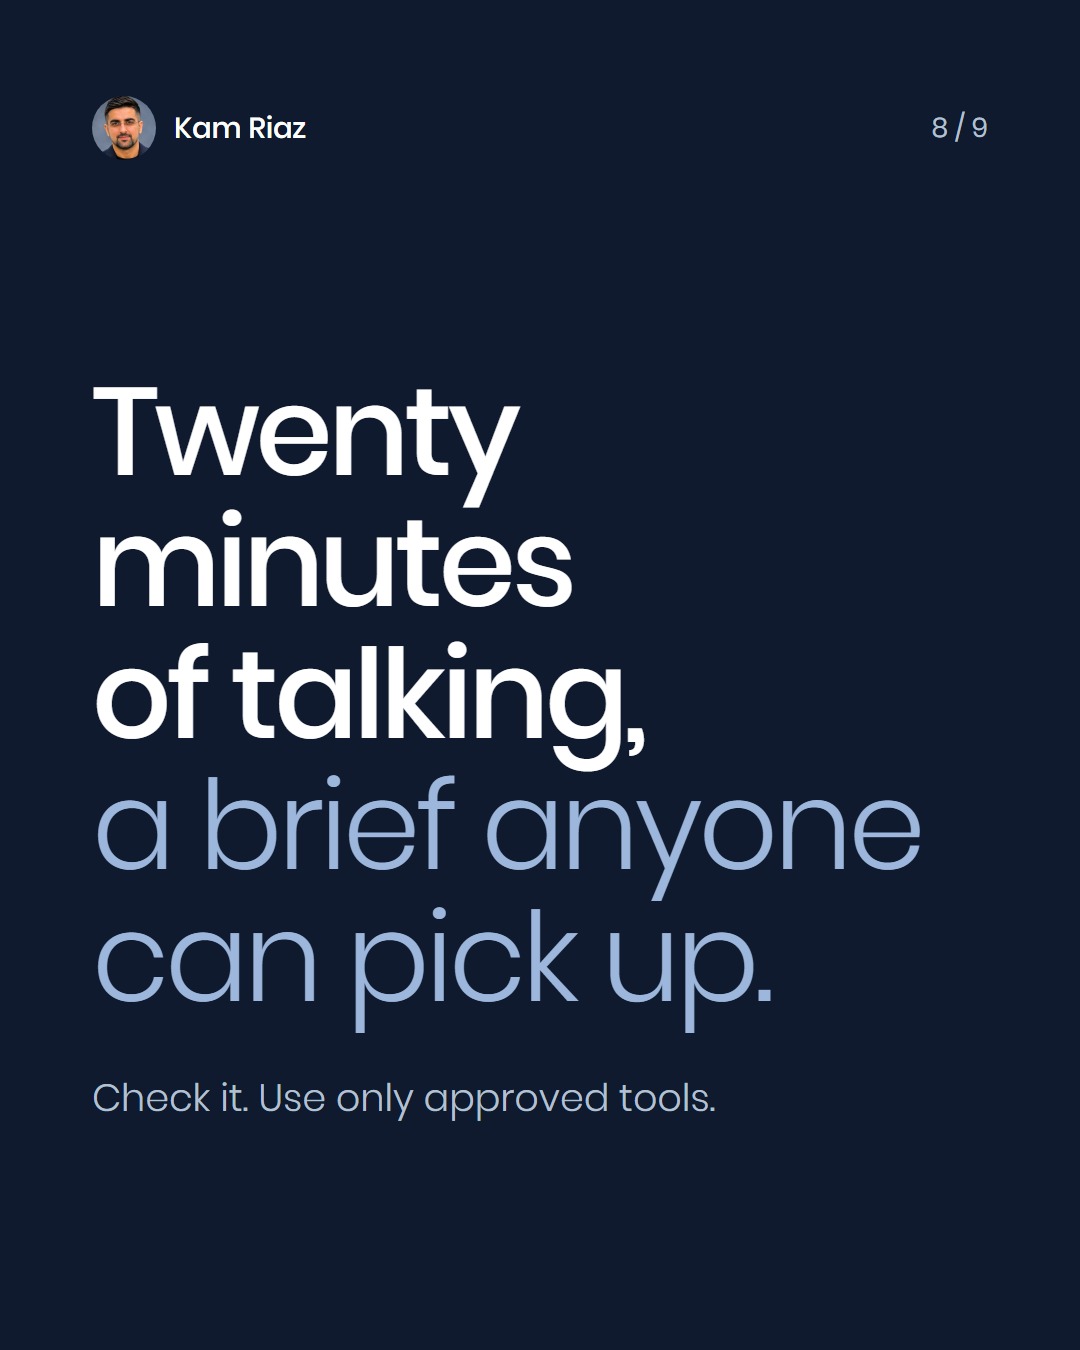 Kam Riaz
8 / 9
Twenty
minutes
of talking,
a brief anyone
can pick up.
Check it. Use only approved tools.